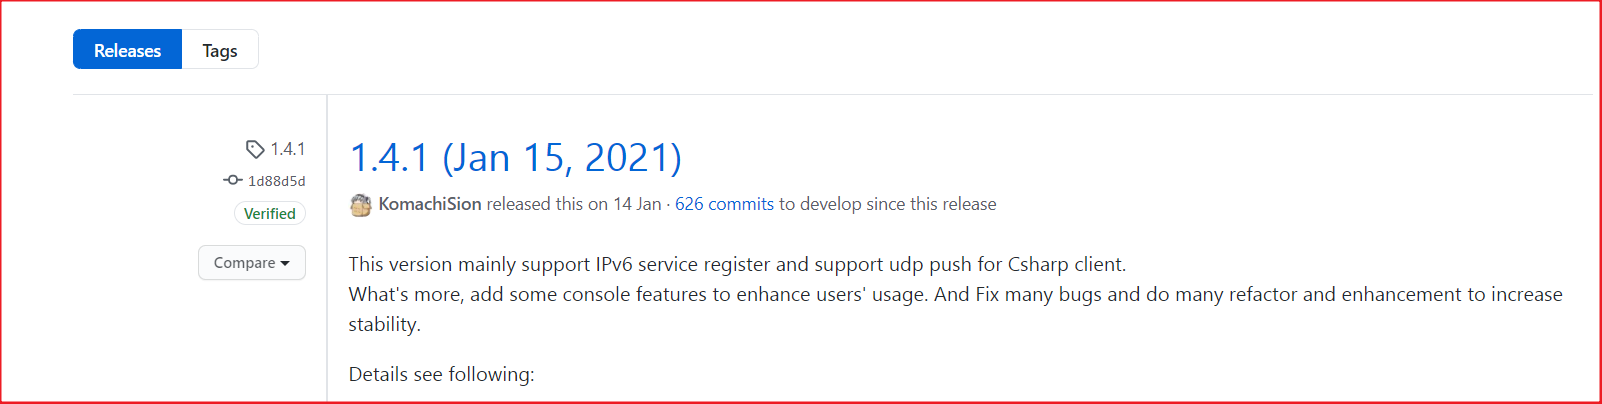 Releases Tags
1.4.1
1d88d5d
Verified
Compare
1.4.1 (Jan 15, 2021)
KomachiSion released this on 14 Jan · 626 commits to develop since this release
This version mainly support IPv6 service register and support udp push for Csharp client.
What's more, add some console features to enhance users' usage. And Fix many bugs and do many refactor and enhancement to increase
stability.
Details see following: